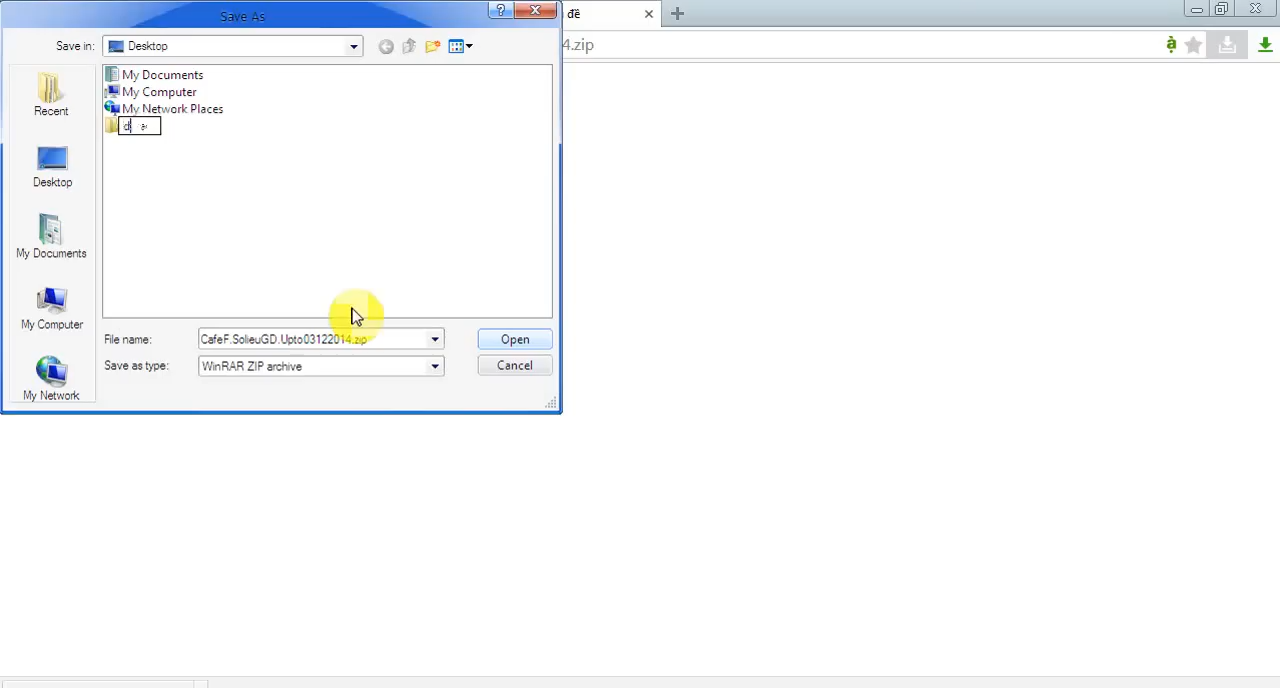 Save As
đề
Save in:
Desktop
4.zip
My Documents
My Computer
My Network Places
Recent
Desktop
My Documents
My Computer
My Network
File name:
CafeF.SolieuGD.Upto03122014.zip
Open
Save as type:
WinRAR ZIP archive
Cancel